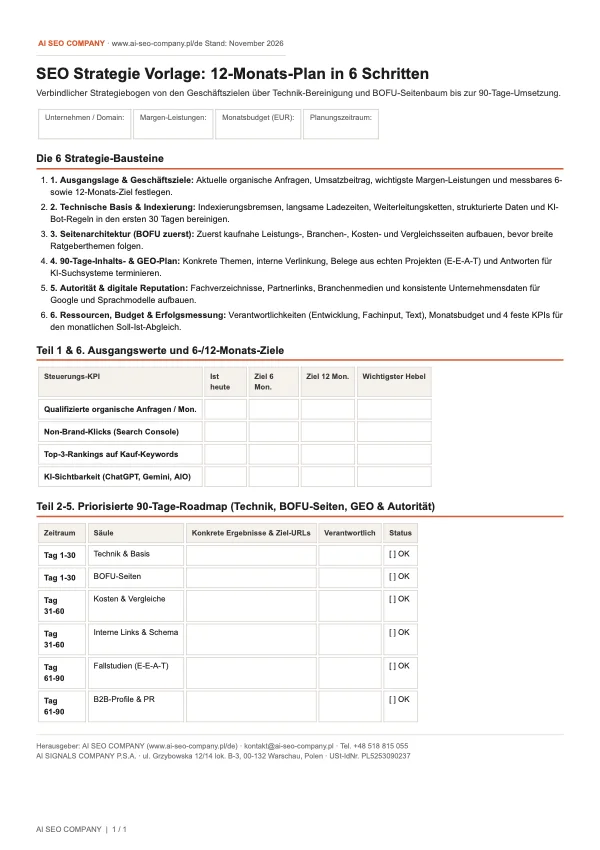 AI SEO COMPANY · www.ai-seo-company.pl/de Stand: November 2026
SEO Strategie Vorlage: 12-Monats-Plan in 6 Schritten
Verbindlicher Strategiebogen von den Geschäftszielen über Technik-Bereinigung und BOFU-Seitenbaum bis zur 90-Tage-Umsetzung.
Unternehmen / Domain: Margen-Leistungen: Monatsbudget (EUR): Planungszeitraum:
Die 6 Strategie-Bausteine
1. 1. Ausgangslage & Geschäftsziele: Aktuelle organische Anfragen, Umsatzbeitrag, wichtigste Margen-Leistungen und messbares 6-
sowie 12-Monats-Ziel festlegen.
2. 2. Technische Basis & Indexierung: Indexierungsbremsen, langsame Ladezeiten, Weiterleitungsketten, strukturierte Daten und KI-
Bot-Regeln in den ersten 30 Tagen bereinigen.
3. 3. Seitenarchitektur (BOFU zuerst): Zuerst kaufnahe Leistungs-, Branchen-, Kosten- und Vergleichsseiten aufbauen, bevor breite
Ratgeberthemen folgen.
4. 4. 90-Tage-Inhalts- & GEO-Plan: Konkrete Themen, interne Verlinkung, Belege aus echten Projekten (E-E-A-T) und Antworten für
KI-Suchsysteme terminieren.
5. 5. Autorität & digitale Reputation: Fachverzeichnisse, Partnerlinks, Branchenmedien und konsistente Unternehmensdaten für
Google und Sprachmodelle aufbauen.
6. 6. Ressourcen, Budget & Erfolgsmessung: Verantwortlichkeiten (Entwicklung, Fachinput, Text), Monatsbudget und 4 feste KPIs für
den monatlichen Soll-Ist-Abgleich.
Teil 1 & 6. Ausgangswerte und 6-/12-Monats-Ziele
Steuerungs-KPI Ist heute Ziel 6 Mon. Ziel 12 Mon. Wichtigster Hebel
Qualifizierte organische Anfragen / Mon.
Non-Brand-Klicks (Search Console)
Top-3-Rankings auf Kauf-Keywords
KI-Sichtbarkeit (ChatGPT, Gemini, AIO)
Teil 2-5. Priorisierte 90-Tage-Roadmap (Technik, BOFU-Seiten, GEO & Autorität)
Zeitraum Säule Konkrete Ergebnisse & Ziel-URLs Verantwortlich Status
Tag 1-30 Technik & Basis [ ] OK
Tag 1-30 BOFU-Seiten [ ] OK
Tag 31-60 Kosten & Vergleiche [ ] OK
Tag 31-60 Interne Links & Schema [ ] OK
Tag 61-90 Fallstudien (E-E-A-T) [ ] OK
Tag 61-90 B2B-Profile & PR [ ] OK
Herausgeber: AI SEO COMPANY (www.ai-seo-company.pl/de) · kontakt@ai-seo-company.pl · Tel. +48 518 815 055
AI SIGNALS COMPANY P.S.A. · ul. Grzybowska 12/14 lok. B-3, 00-132 Warschau, Polen · USt-IdNr. PL5253090237
AI SEO COMPANY | 1 / 1